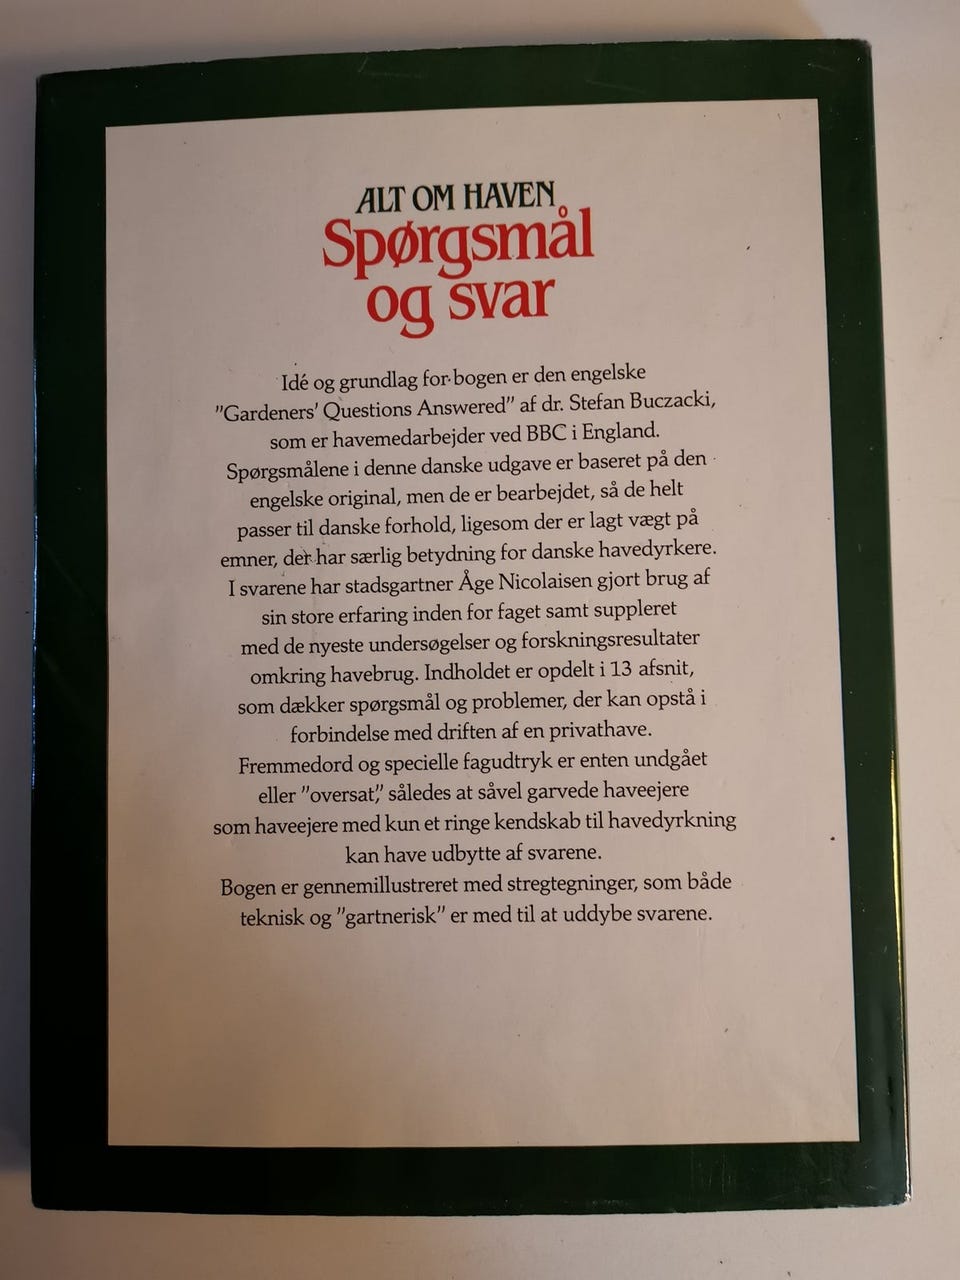 ALT OM HAVEN
Spørgsmål
og svar
Idé og grundlag for bogen er den engelske
"Gardeners' Questions Answered" af dr. Stefan Buczacki,
som er havemedarbejder ved BBC i England.
Spørgsmålene i denne danske udgave er baseret på den
engelske original, men de er bearbejdet, så de helt
passer til danske forhold, ligesom der er lagt vægt på
emner, der har særlig betydning for danske havedyrkere.
I svarene har stadsgartner Åge Nicolaisen gjort brug af
sin store erfaring inden for faget samt suppleret
med de nyeste undersøgelser og forskningsresultater
omkring havebrug. Indholdet er opdelt i 13 afsnit,
som dækker spørgsmål og problemer, der kan opstå i
forbindelse med driften af en privathave.
Fremmedord og specielle fagudtryk er enten undgået
eller "oversat," således at såvel garvede haveejere
som haveejere med kun et ringe kendskab til havedyrkning
kan have udbytte af svarene.
Bogen er gennemillustreret med stregtegninger, som både
teknisk og "gartnerisk" er med til at uddybe svarene.